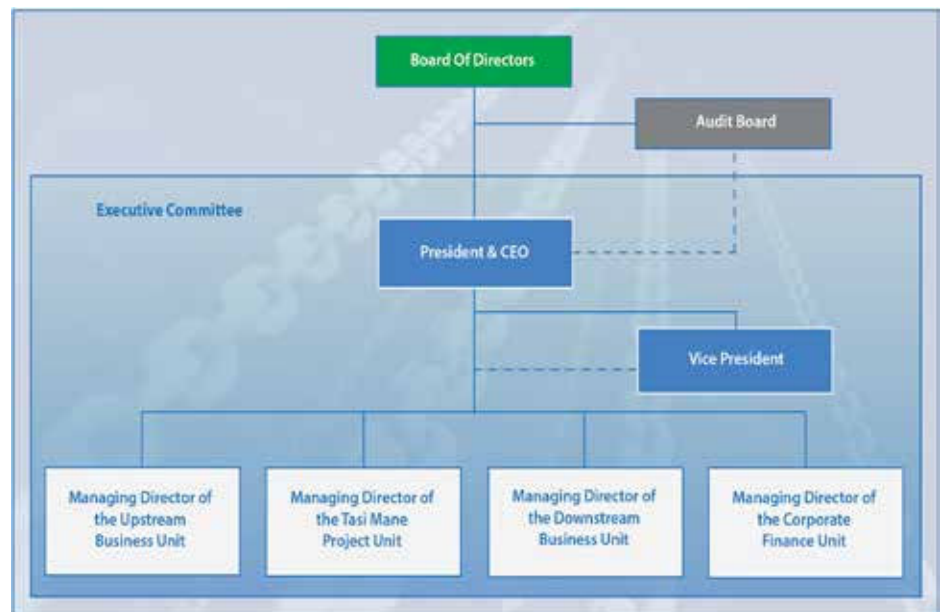 Board Of Directors
Audit Board
Executive Committee
President & CEO
Vice President
Managing Director of
the Upstream
Business Unit
Managing Director of
the Tasi Mane
Project Unit
Managing Director of
the Downstream
Business Unit
Managing Director of
the Corporate
Finance Unit